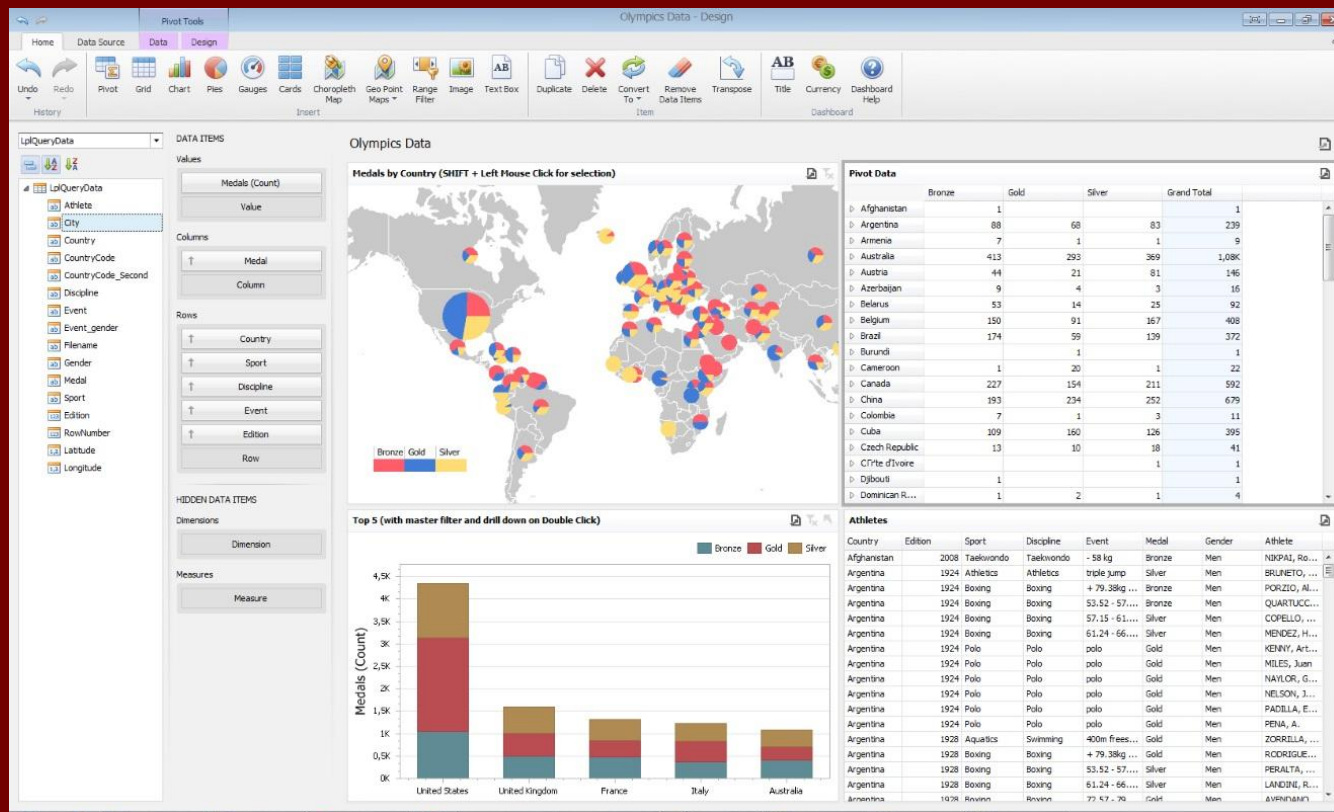 Pivot Tools
Olympics Data - Design
Home Data Source Data Design
Undo Redo Pivot Grid Chart Pies Gauges Cards Choropleth Map Geo Point Maps Range Filter Image Text Box Duplicate Delete Convert To Remove Data Items Transpose Title Currency Dashboard Help
History Insert Item Dashboard
LplQueryData
LplQueryData
Athlete
City
Country
CountryCode
CountryCode_Second
Discipline
Event
Event_gender
Filename
Gender
Medal
Sport
Edition
RowNumber
Latitude
Longitude
DATA ITEMS
Values
Medals (Count)
Value
Columns
Medal
Column
Rows
Country
Sport
Discipline
Event
Edition
Row
HIDDEN DATA ITEMS
Dimensions
Dimension
Measures
Measure
Olympics Data
Medals by Country (SHIFT + Left Mouse Click for selection)
Bronze Gold Silver
Pivot Data
Bronze Gold Silver Grand Total
Afghanistan 1 1
Argentina 88 68 83 239
Armenia 7 1 1 9
Australia 413 293 369 1,08K
Austria 44 21 81 146
Azerbaijan 9 4 3 16
Belarus 53 14 25 92
Belgium 150 91 167 408
Brazil 174 59 139 372
Burundi 1 1
Cameroon 1 20 1 22
Canada 227 154 211 592
China 193 234 252 679
Colombia 7 1 3 11
Cuba 109 160 126 395
Czech Republic 13 10 18 41
1 1
Djibouti 1 1
Dominican R... 1 2 1 4
Top 5 (with master filter and drill down on Double Click)
Bronze Gold Silver
Medals (Count)
4,5K
4K
3,5K
3K
2,5K
2K
1,5K
1K
0,5K
0K
United States United Kingdom France Italy Australia
Athletes
Country Edition Sport Discipline Event Medal Gender Athlete
Afghanistan 2008 Taekwondo Taekwondo - 58 kg Bronze Men NIKPAI, Ro...
Argentina 1924 Athletics Athletics triple jump Silver Men BRUNETO, ...
Argentina 1924 Boxing Boxing + 79.38kg ... Bronze Men PORZIO, Al...
Argentina 1924 Boxing Boxing 53.52 - 57.... Bronze Men QUARTUCC...
Argentina 1924 Boxing Boxing 57.15 - 61.... Silver Men COPELLO, ...
Argentina 1924 Boxing Boxing 61.24 - 66.... Silver Men MENDEZ, H...
Argentina 1924 Polo Polo polo Gold Men KENNY, Art...
Argentina 1924 Polo Polo polo Gold Men MILES, Juan
Argentina 1924 Polo Polo polo Gold Men NAYLOR, G...
Argentina 1924 Polo Polo polo Gold Men NELSON, J...
Argentina 1924 Polo Polo polo Gold Men PADILLA, E...
Argentina 1924 Polo Polo polo Gold Men PENA, A.
Argentina 1928 Aquatics Swimming 400m frees... Gold Men ZORRILLA, ...
Argentina 1928 Boxing Boxing + 79.38kg ... Gold Men RODRIGUE...
Argentina 1928 Boxing Boxing 53.52 - 57.... Silver Men PERALTA, ...
Argentina 1928 Boxing Boxing 61.24 - 66.... Silver Men LANDINI, R...
Argentina 1928 Boxing Boxing 72.57 - 79 Gold Men AVENDANO